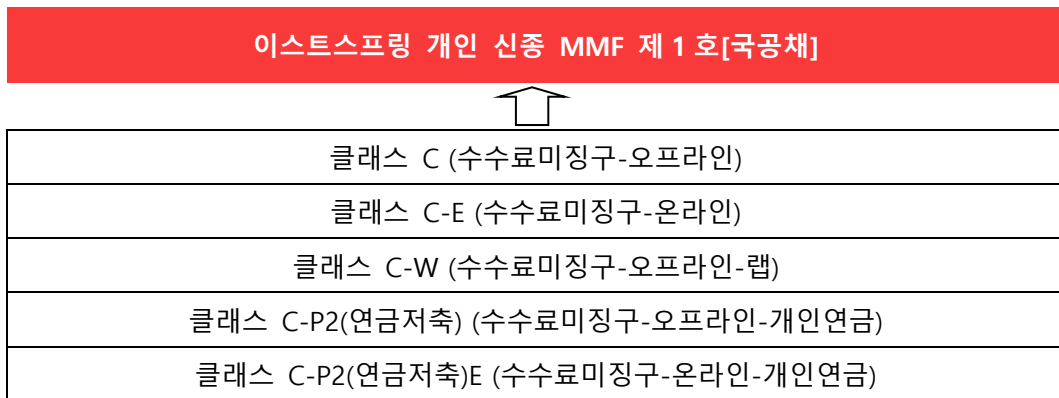 이스트스프링 개인 신종 MMF 제 1 호[국공채]
클래스 C (수수료미징구-오프라인)
클래스 C-E (수수료미징구-온라인)
클래스 C-W (수수료미징구-오프라인-랩)
클래스 C-P2(연금저축) (수수료미징구-오프라인-개인연금)
클래스 C-P2(연금저축)E (수수료미징구-온라인-개인연금)